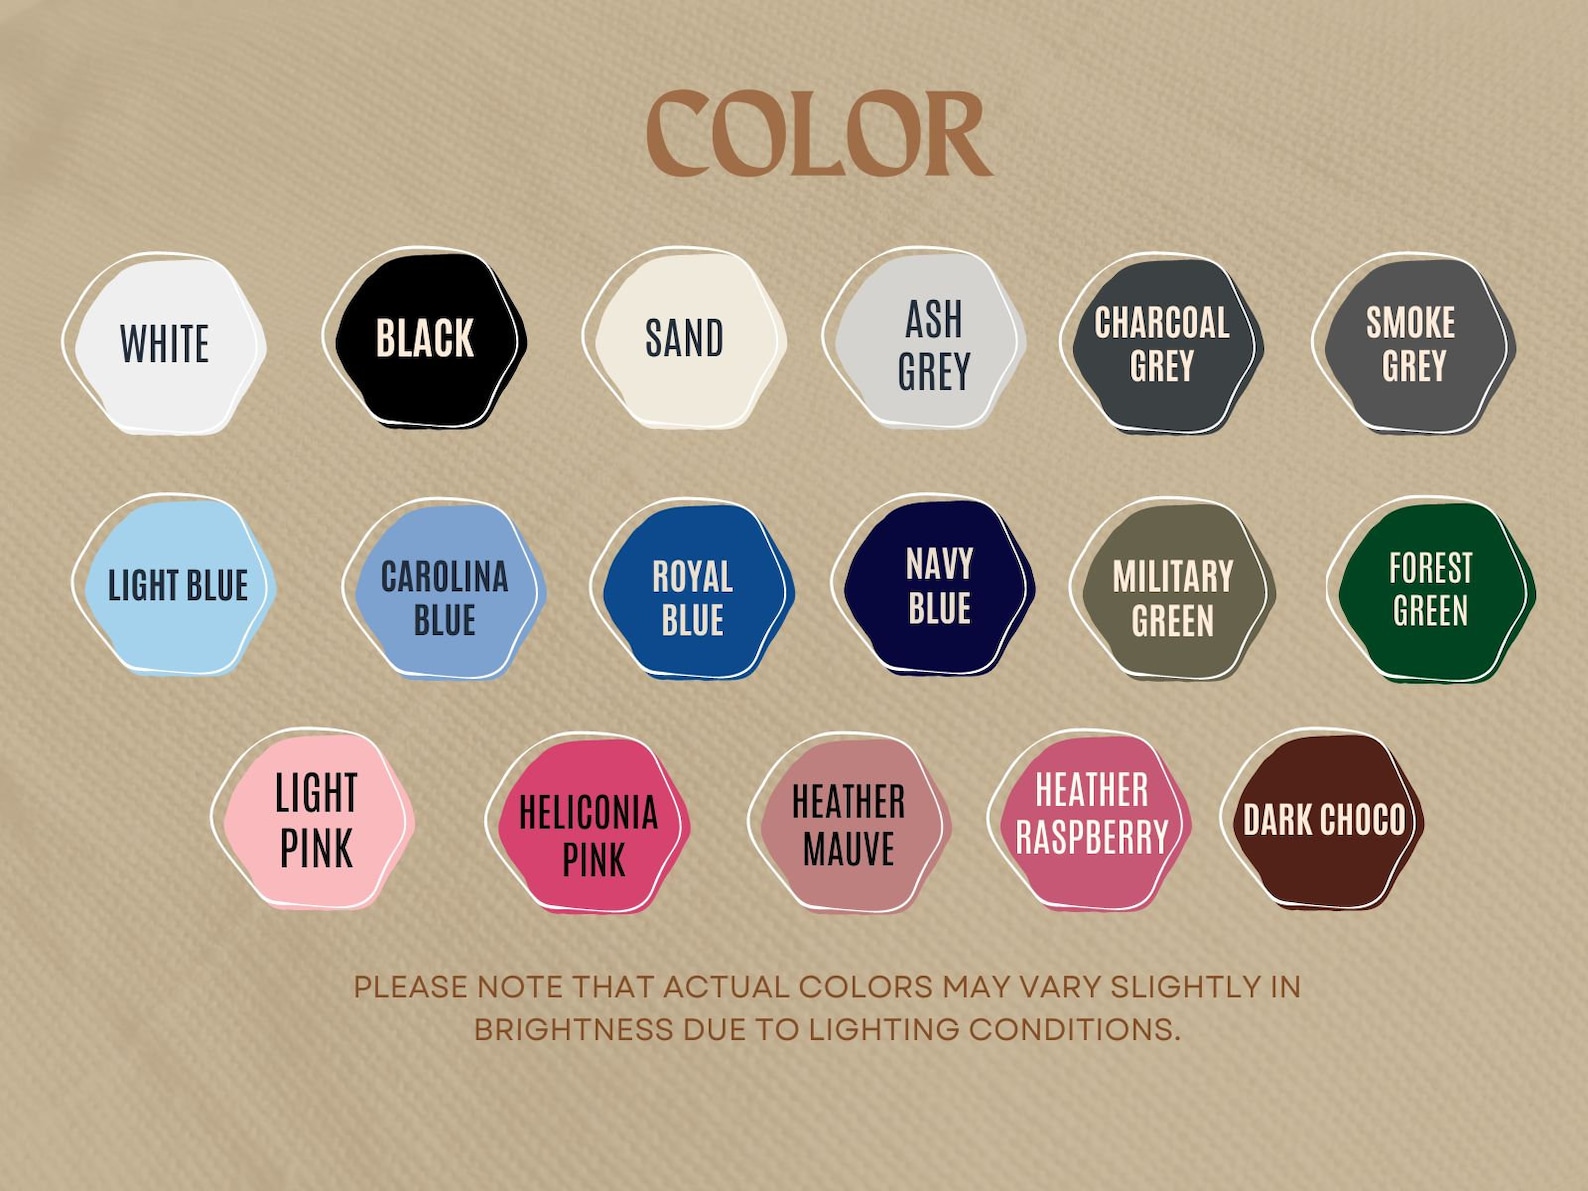 COLOR
WHITE
BLACK
SAND
ASH
GREY
CHARCOAL
GREY
SMOKE
GREY
LIGHT BLUE
CAROLINA
BLUE
ROYAL
BLUE
NAVY
BLUE
MILITARY
GREEN
FOREST
GREEN
LIGHT
PINK
HELICONIA
PINK
HEATHER
MAUVE
HEATHER
RASPBERRY
DARK CHOCO
PLEASE NOTE THAT ACTUAL COLORS MAY VARY SLIGHTLY IN
BRIGHTNESS DUE TO LIGHTING CONDITIONS.